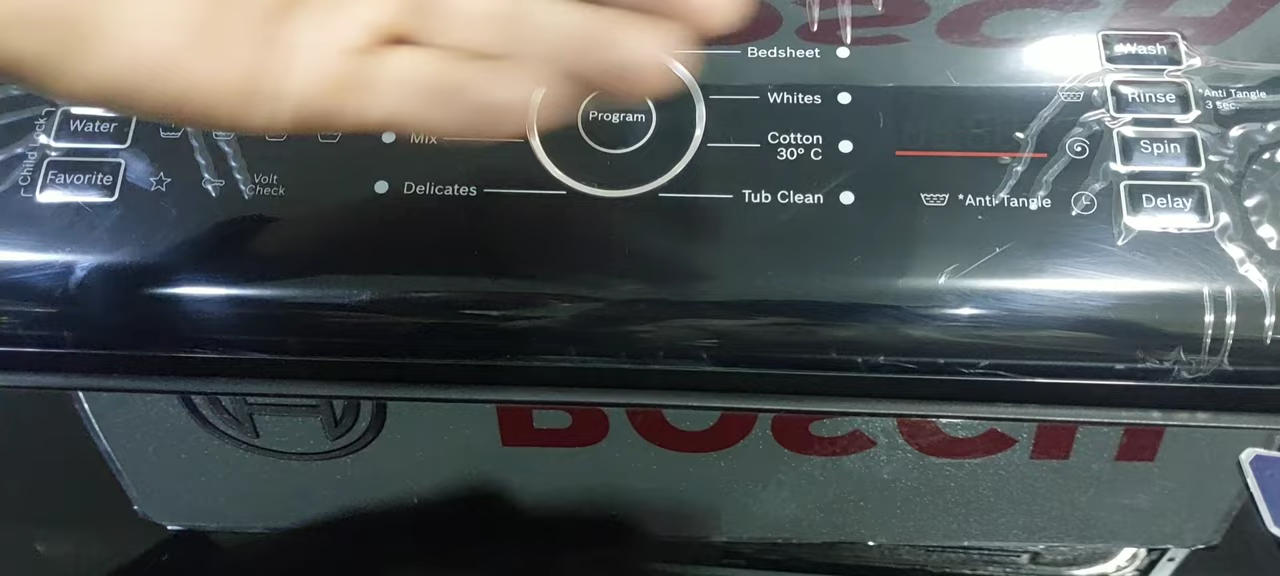 Bedsheet
Wash
Whites
Rinse
*Anti Tangle
3 sec.
Program
Child Lock
Water
Mix
Cotton
30° C
Spin
Favorite
Volt
Check
Delicates
Tub Clean
*Anti Tangle
Delay
BOSCH